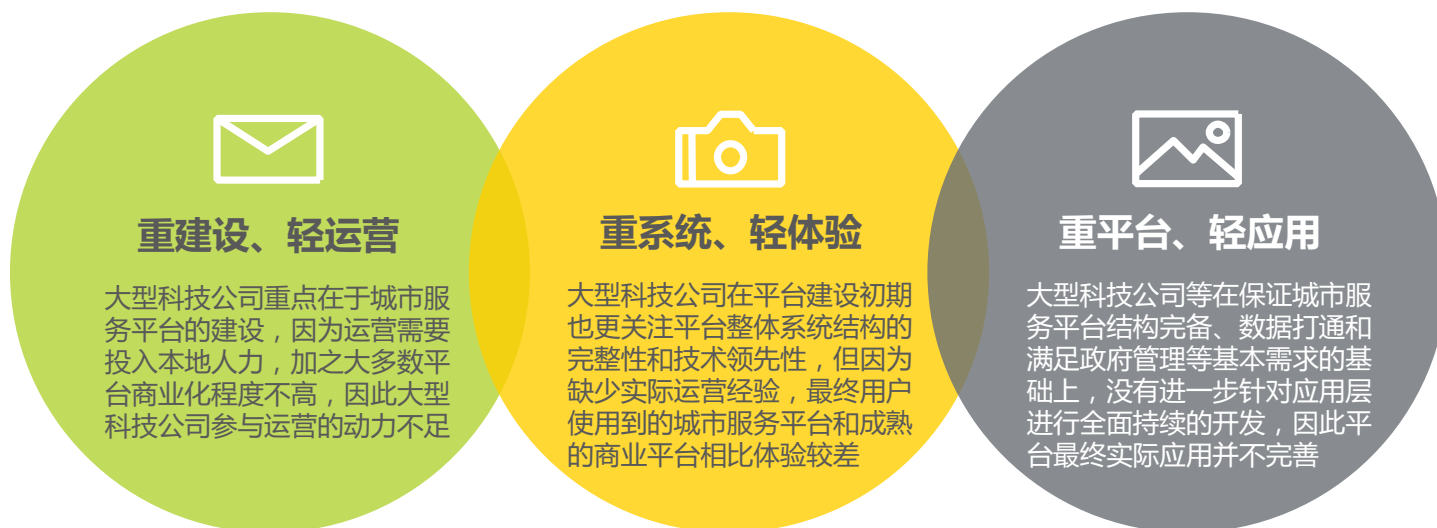 重建设、轻运营
大型科技公司重点在于城市服
务平台的建设，因为运营需要
投入本地人力，加之大多数平
台商业化程度不高，因此大型
科技公司参与运营的动力不足
重系统、轻体验
大型科技公司在平台建设初期
也更关注平台整体系统结构的
完整性和技术领先性，但因为
缺少实际运营经验，最终用户
使用到的城市服务平台和成熟
的商业平台相比体验较差
重平台、轻应用
大型科技公司等在保证城市服
务平台结构完备、数据打通和
满足政府管理等基本需求的基
础上，没有进一步针对应用层
进行全面持续的开发，因此平
台最终实际应用并不完善